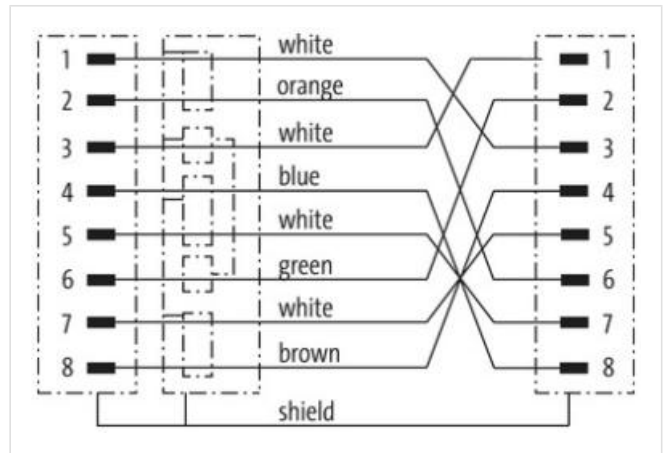 1 white 1
2 orange 2
3 white 3
4 blue 4
5 white 5
6 green 6
7 white 7
8 brown 8
shield